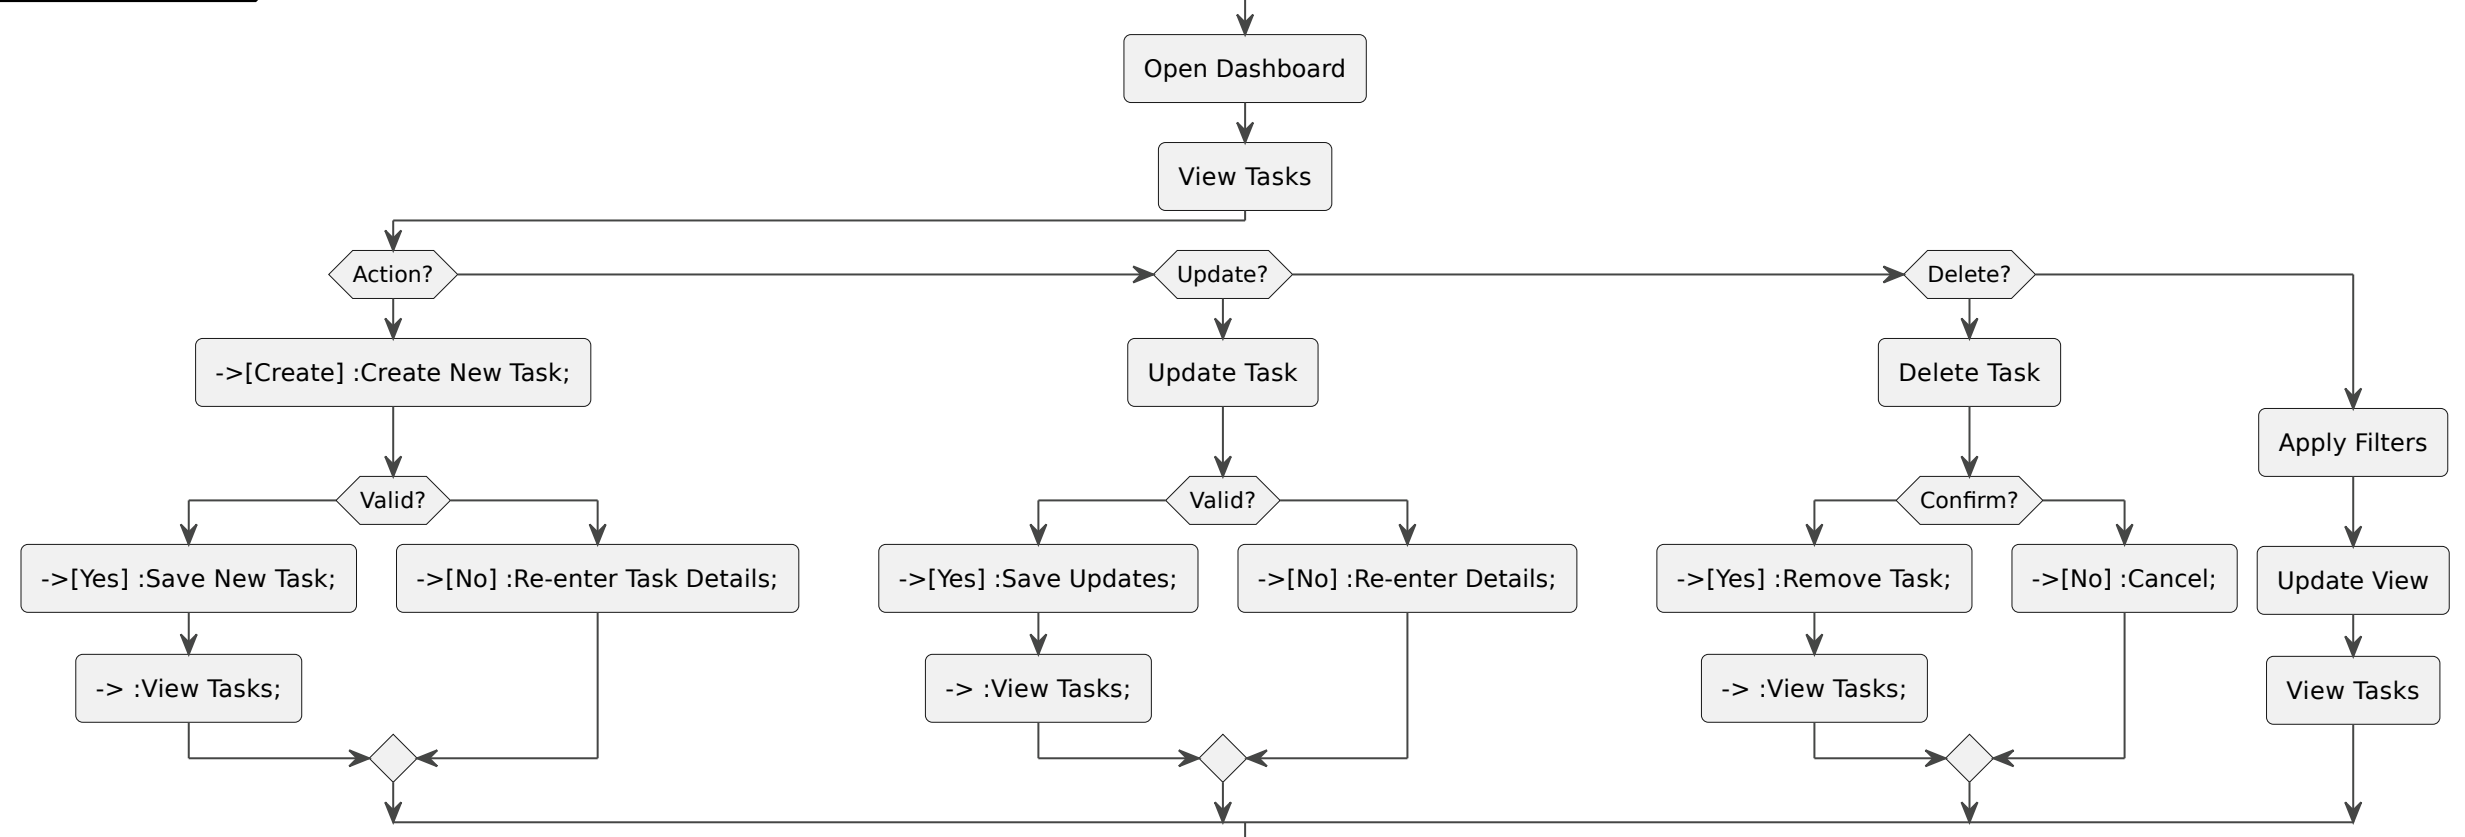 Open Dashboard
View Tasks
Action?
Update?
Delete?
->[Create] :Create New Task;
Update Task
Delete Task
Apply Filters
Valid?
Valid?
Confirm?
->[Yes] :Save New Task;
->[No] :Re-enter Task Details;
->[Yes] :Save Updates;
->[No] :Re-enter Details;
->[Yes] :Remove Task;
->[No] :Cancel;
Update View
-> :View Tasks;
-> :View Tasks;
-> :View Tasks;
View Tasks